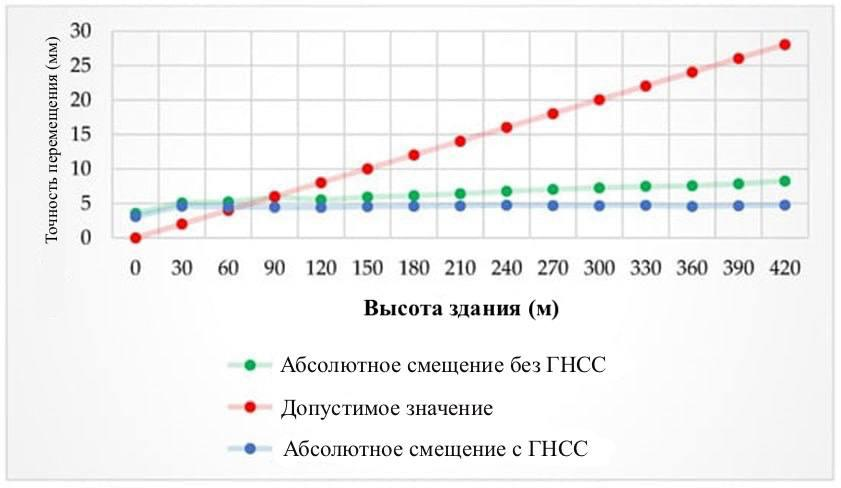 Точность перемещения (мм)
30
25
20
15
10
5
0
0 30 60 90 120 150 180 210 240 270 300 330 360 390 420
Высота здания (м)
Абсолютное смещение без ГНСС
Допустимое значение
Абсолютное смещение с ГНСС